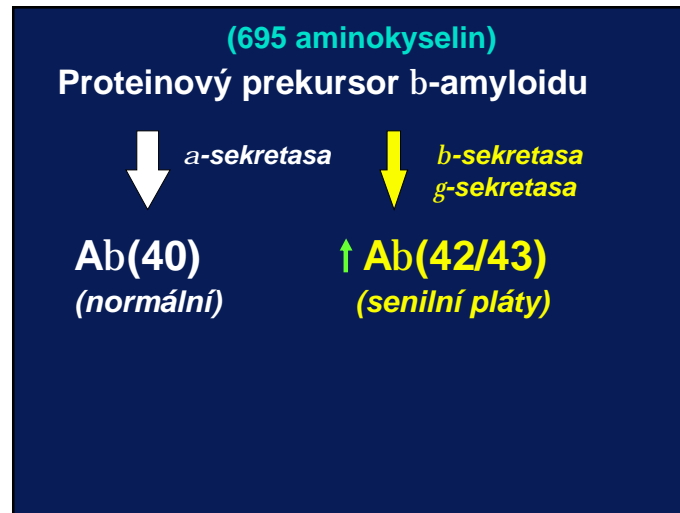 (695 aminokyselin)
Proteinový prekursor b-amyloidu
a-sekretasa
b-sekretasa
g-sekretasa
Ab(40)
↑ Ab(42/43)
(normální)
(senilní pláty)